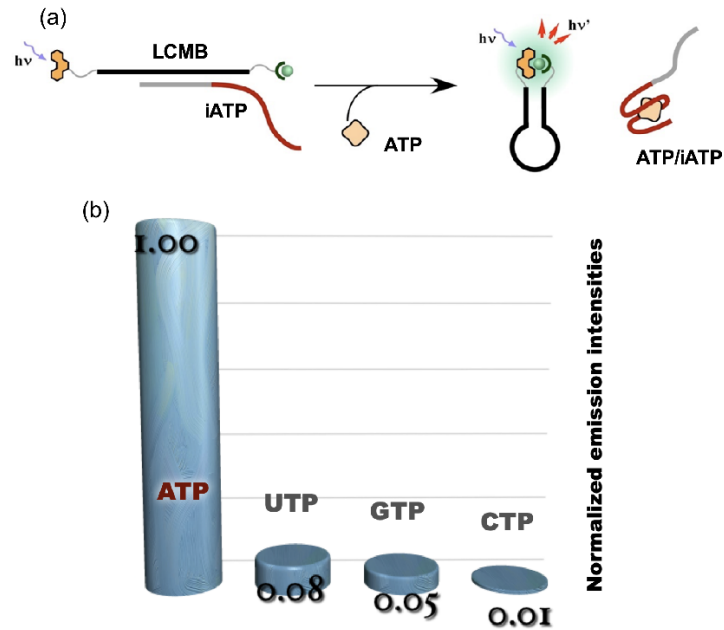 (a)
hν
LCMB
iATP
ATP
hν
hν'
ATP/iATP
(b)
1.00
ATP
UTP
GTP
CTP
0.08
0.05
0.01
Normalized emission intensities